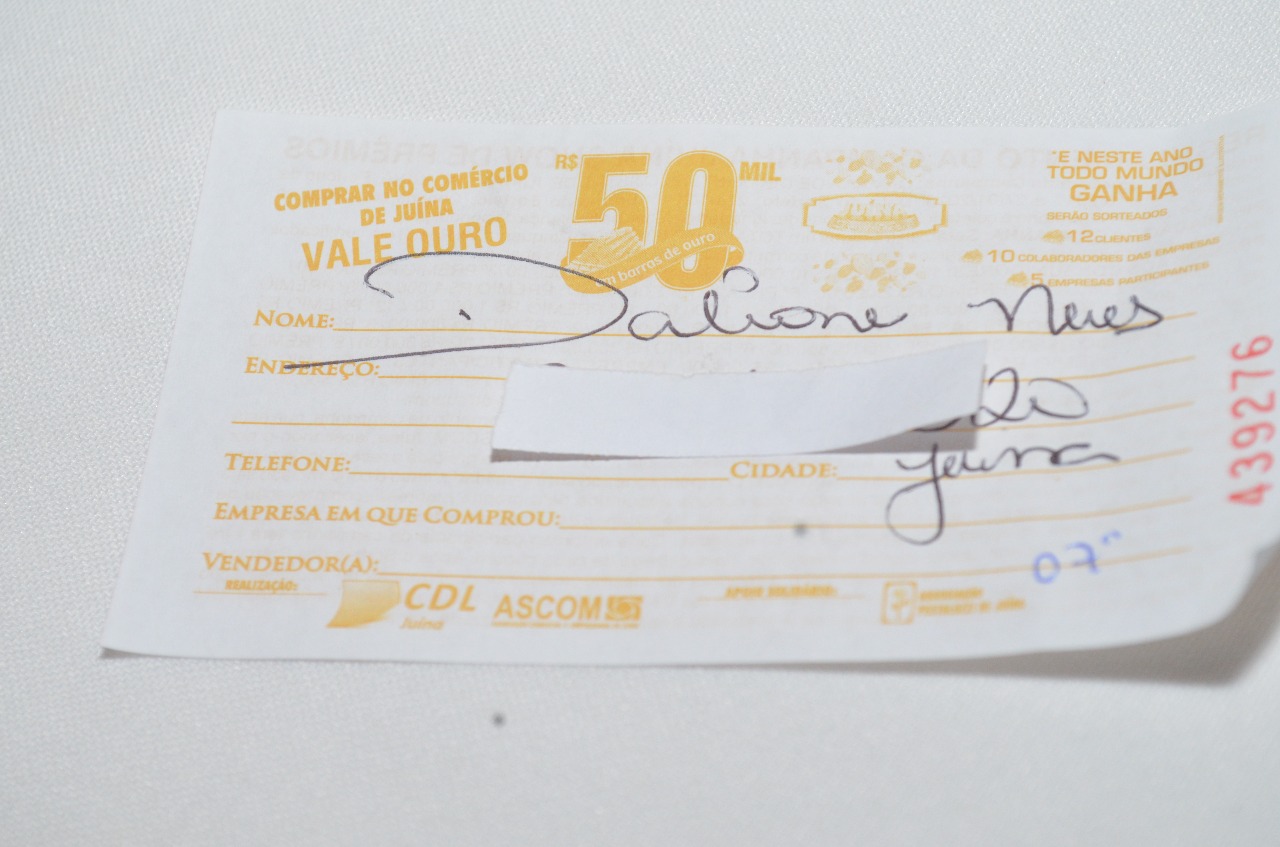 COMPRAR NO COMÉRCIO
DE JUÍNA
VALE OURO
R$ 50 MIL
em barras de ouro
"E NESTE ANO
TODO MUNDO
GANHA
SERÃO SORTEADOS
12 CLIENTES
10 COLABORADORES DAS EMPRESAS
5 EMPRESAS PARTICIPANTES
NOME: Dalione Neves
ENDEREÇO:
20
TELEFONE: CIDADE: Juina
EMPRESA EM QUE COMPROU:
VENDEDOR(A):
07"
439276
REALIZAÇÃO:
CDL
Juína
ASCOM
APOIO SOLIDÁRIO: